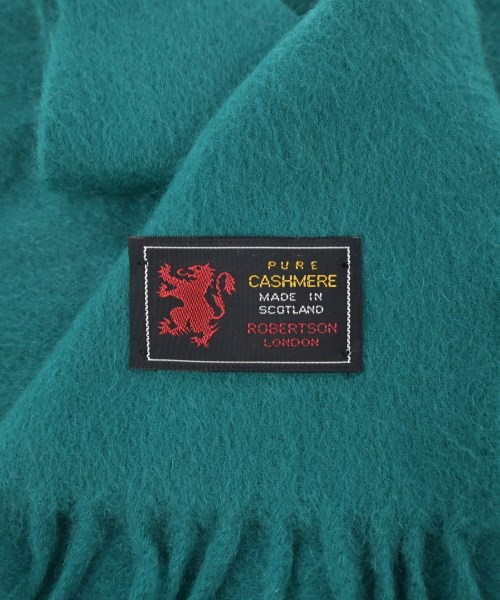 PURE
CASHMERE
MADE IN
SCOTLAND
ROBERTSON
LONDON